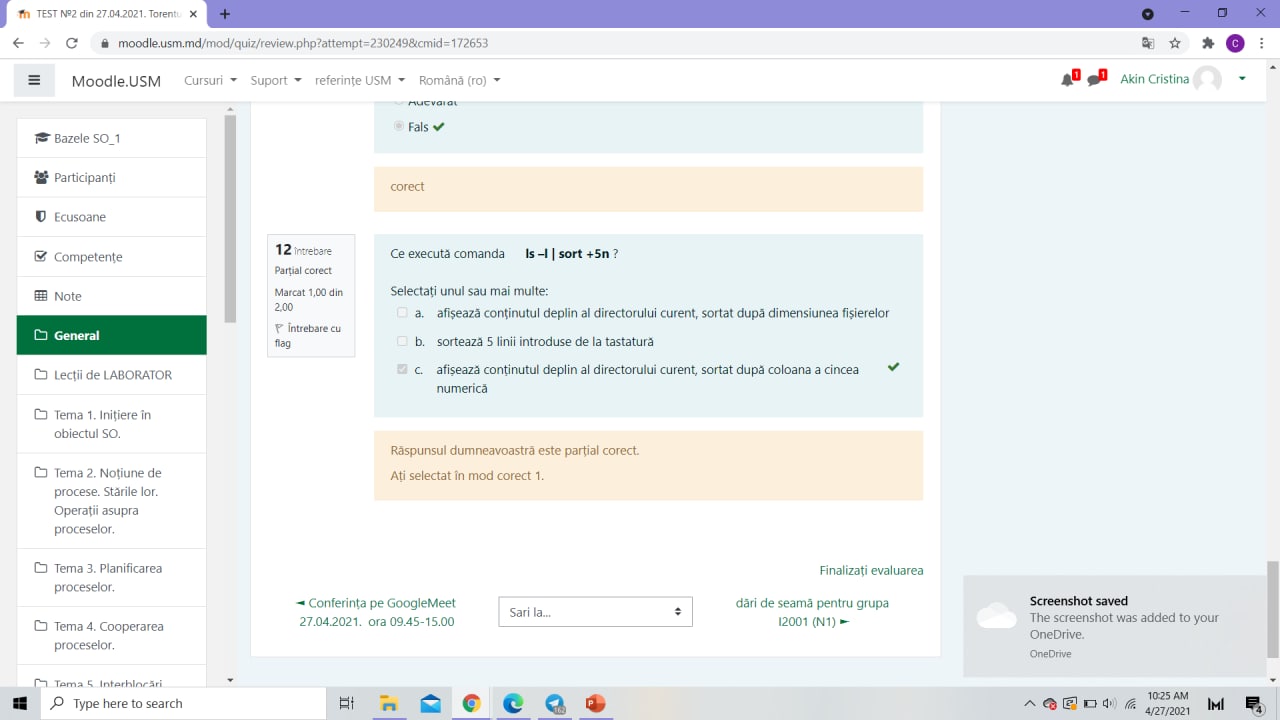 TEST №2 din 27.04.2021. Torentu
moodle.usm.md/mod/quiz/review.php?attempt=230249&cmid=172653
C
Moodle.USM
Cursuri
Suport
referințe USM
Română (ro)
1
1
Akin Cristina
Bazele SO_1
Participanți
Ecusoane
Competențe
Note
General
Lecții de LABORATOR
Tema 1. Inițiere în
obiectul SO.
Tema 2. Noțiune de
procese. Stările lor.
Operații asupra
proceselor.
Tema 3. Planificarea
proceselor.
Tema 4. Cooperarea
proceselor.
Tema 5. Interblocări
Adevărat
Fals
corect
12 Întrebare
Parțial corect
Marcat 1,00 din
2,00
Întrebare cu
flag
Ce execută comanda ls –l | sort +5n ?
Selectați unul sau mai multe:
a. afișează conținutul deplin al directorului curent, sortat după dimensiunea fișierelor
b. sortează 5 linii introduse de la tastatură
c. afișează conținutul deplin al directorului curent, sortat după coloana a cincea
numerică
Răspunsul dumneavoastră este parțial corect.
Ați selectat în mod corect 1.
Finalizați evaluarea
◄ Conferința pe GoogleMeet
27.04.2021. ora 09.45-15.00
Sari la...
dări de seamă pentru grupa
I2001 (N1) ►
Screenshot saved
The screenshot was added to your
OneDrive.
OneDrive
Type here to search
10:25 AM
4/27/2021
4